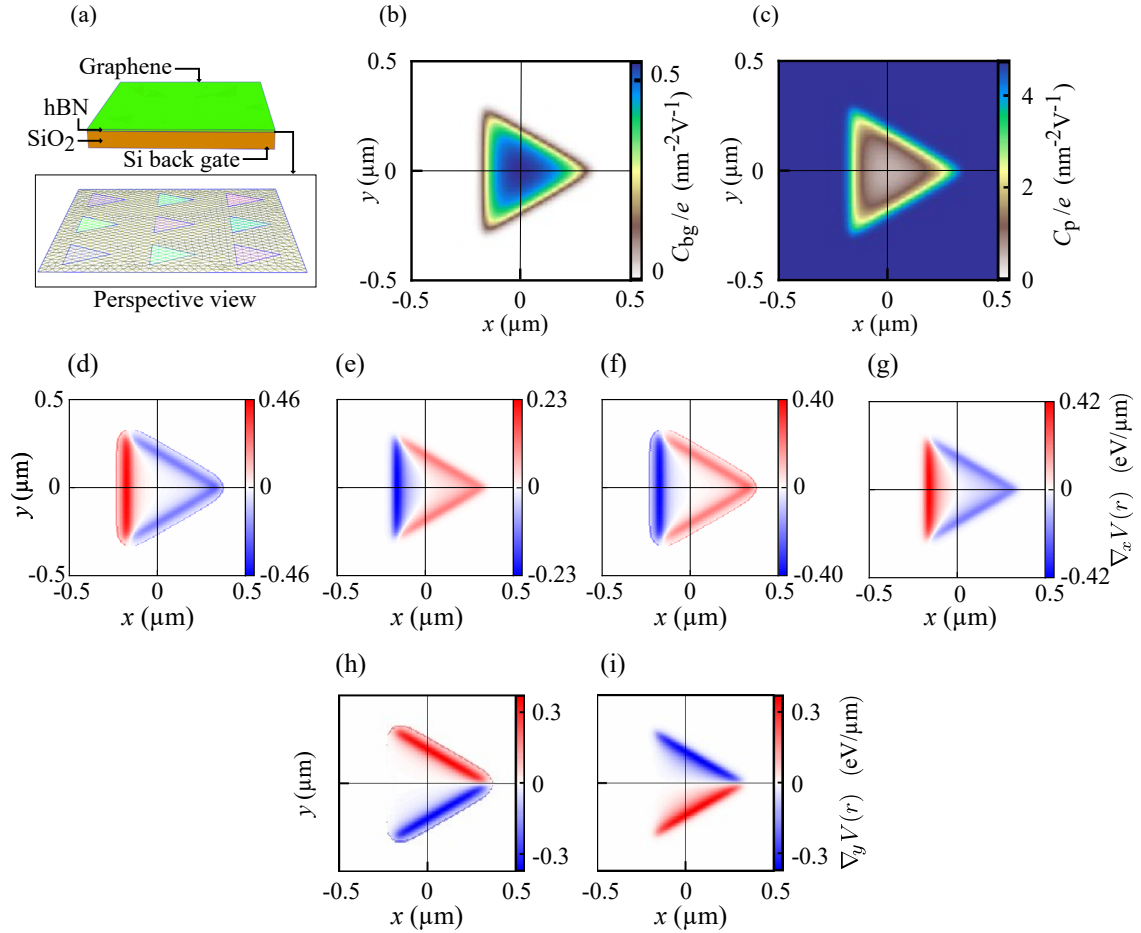 (a)
Graphene
hBN
SiO2
Si back gate
Perspective view
(b)
0.5
0
-0.5
y (μm)
-0.5 0 0.5
x (μm)
0.5
0
Cbg/e (nm-2V-1)
(c)
0.5
0
-0.5
y (μm)
-0.5 0 0.5
x (μm)
4
2
0
Cp/e (nm-2V-1)
(d)
0.5
0
-0.5
y (μm)
-0.5 0 0.5
x (μm)
0.46
0
-0.46
(e)
-0.5 0 0.5
x (μm)
0.23
0
-0.23
(f)
-0.5 0 0.5
x (μm)
0.40
0
-0.40
(g)
-0.5 0 0.5
x (μm)
0.42
0
-0.42
∇x V(r) (eV/μm)
(h)
y (μm)
-0.5 0 0.5
x (μm)
0.3
0
-0.3
(i)
-0.5 0 0.5
x (μm)
0.3
0
-0.3
∇y V(r) (eV/μm)